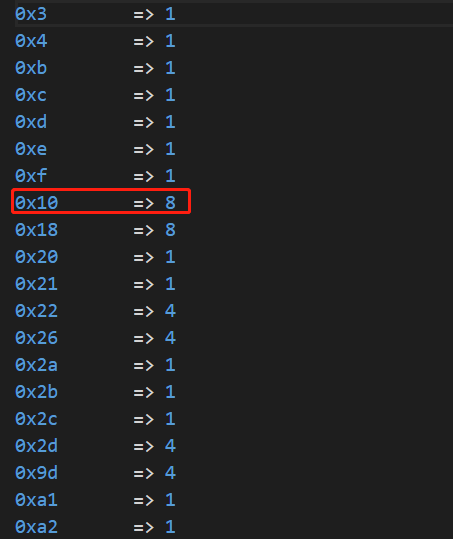 0x3 => 1
0x4 => 1
0xb => 1
0xc => 1
0xd => 1
0xe => 1
0xf => 1
0x10 => 8
0x18 => 8
0x20 => 1
0x21 => 1
0x22 => 4
0x26 => 4
0x2a => 1
0x2b => 1
0x2c => 1
0x2d => 4
0x9d => 4
0xa1 => 1
0xa2 => 1